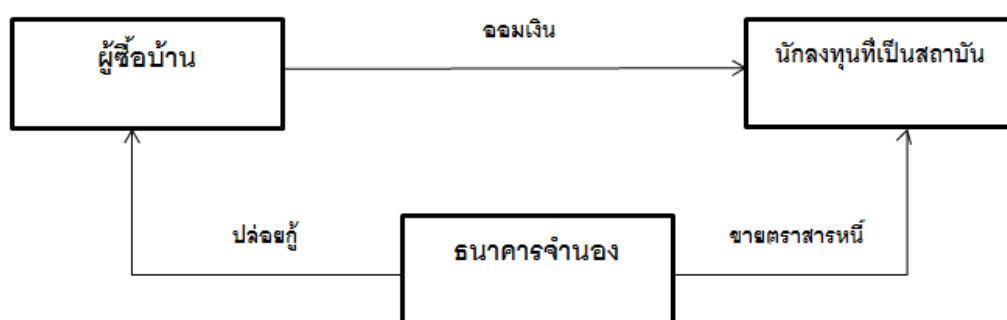 ออมเงิน
ผู้ซื้อบ้าน
นักลงทุนที่เป็นสถาบัน
ปล่อยกู้
ธนาคารจำนอง
ขายตราสารหนี้